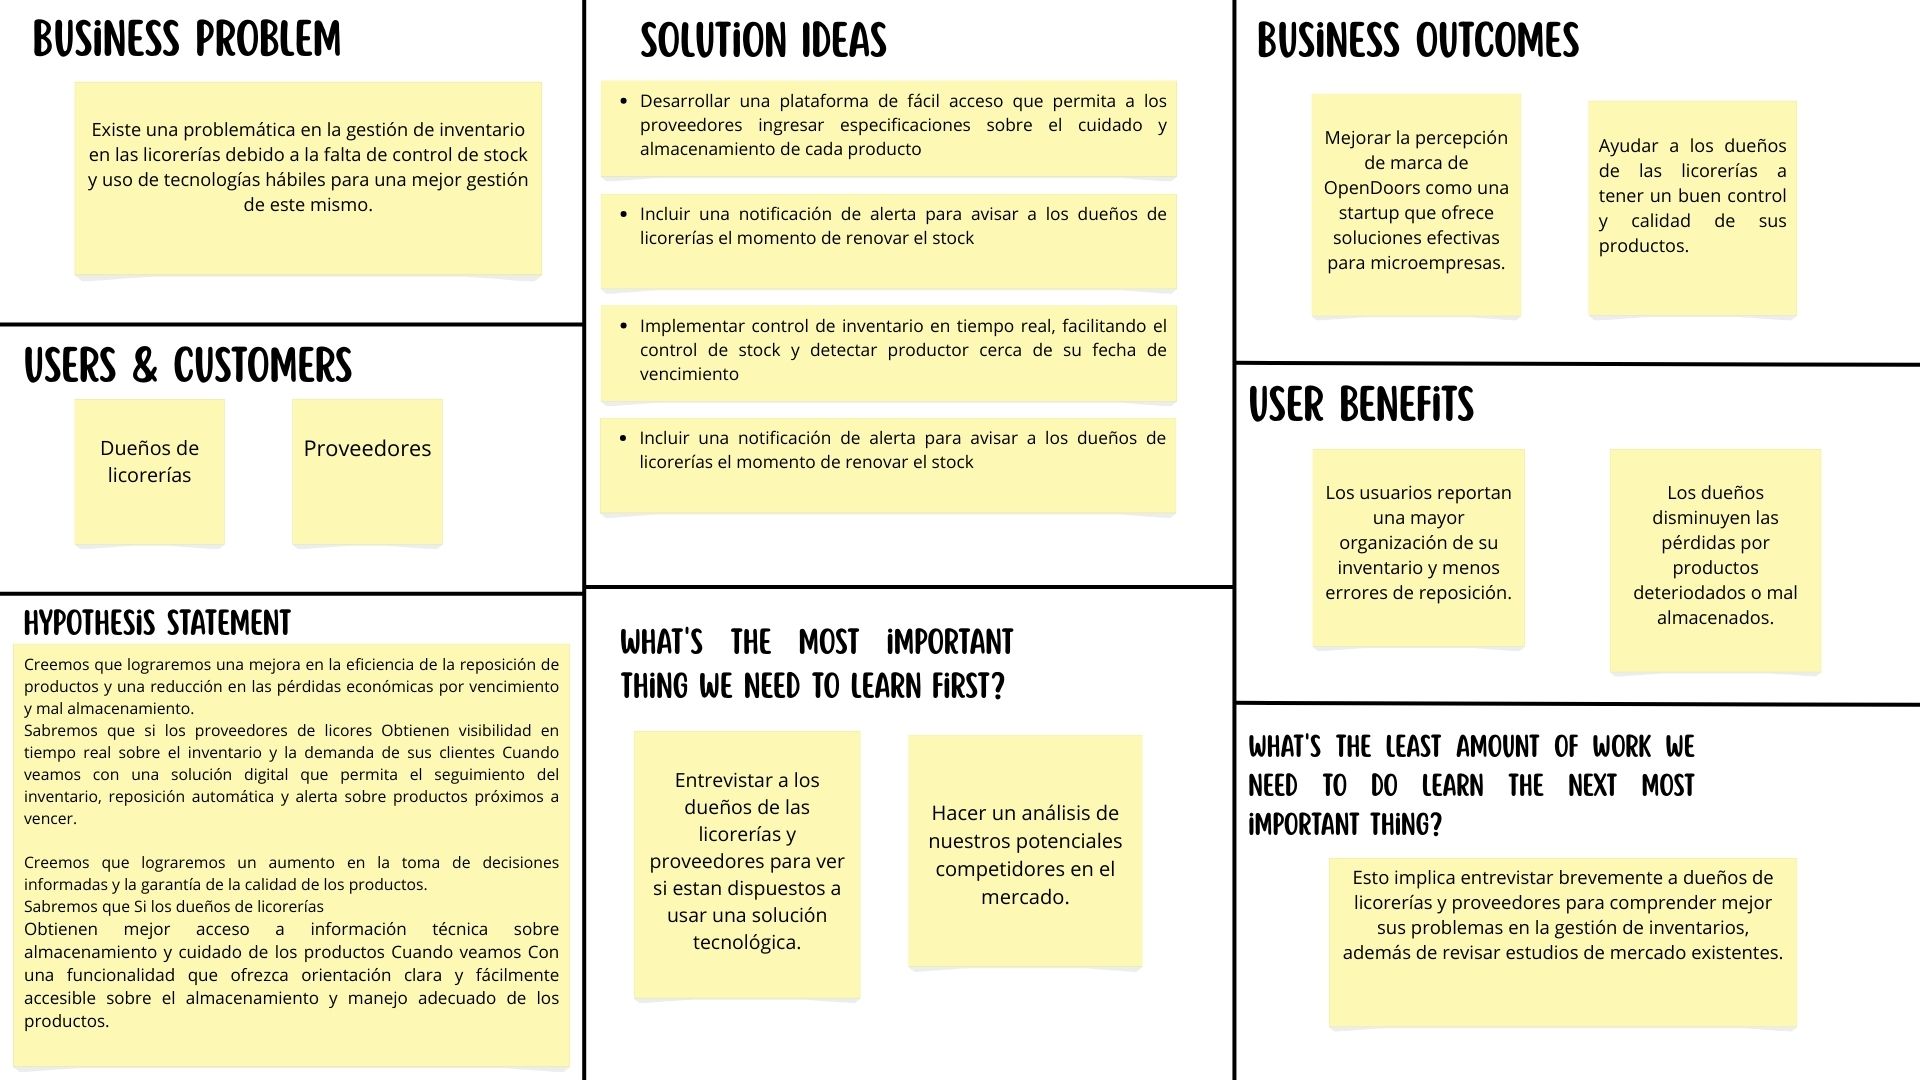 BUSINESS PROBLEM
Existe una problemática en la gestión de inventario
en las licorerías debido a la falta de control de stock
y uso de tecnologías hábiles para una mejor gestión
de este mismo.
USERS & CUSTOMERS
Dueños de
licorerías
Proveedores
HYPOTHESIS STATEMENT
Creemos que lograremos una mejora en la eficiencia de la reposición de
productos y una reducción en las pérdidas económicas por vencimiento
y mal almacenamiento.
Sabremos que si los proveedores de licores Obtienen visibilidad en
tiempo real sobre el inventario y la demanda de sus clientes Cuando
veamos con una solución digital que permita el seguimiento del
inventario, reposición automática y alerta sobre productos próximos a
vencer.
Creemos que lograremos un aumento en la toma de decisiones
informadas y la garantía de la calidad de los productos.
Sabremos que Si los dueños de licorerías
Obtienen mejor acceso a información técnica sobre
almacenamiento y cuidado de los productos Cuando veamos Con
una funcionalidad que ofrezca orientación clara y fácilmente
accesible sobre el almacenamiento y manejo adecuado de los
productos.
SOLUTION IDEAS
• Desarrollar una plataforma de fácil acceso que permita a los
proveedores ingresar especificaciones sobre el cuidado y
almacenamiento de cada producto
• Incluir una notificación de alerta para avisar a los dueños de
licorerías el momento de renovar el stock
• Implementar control de inventario en tiempo real, facilitando el
control de stock y detectar productor cerca de su fecha de
vencimiento
• Incluir una notificación de alerta para avisar a los dueños de
licorerías el momento de renovar el stock
WHAT'S THE MOST IMPORTANT
THING WE NEED TO LEARN FIRST?
Entrevistar a los
dueños de las
licorerías y
proveedores para ver
si estan dispuestos a
usar una solución
tecnológica.
Hacer un análisis de
nuestros potenciales
competidores en el
mercado.
BUSINESS OUTCOMES
Mejorar la percepción
de marca de
OpenDoors como una
startup que ofrece
soluciones efectivas
para microempresas.
Ayudar a los dueños
de las licorerías a
tener un buen control
y calidad de sus
productos.
USER BENEFITS
Los usuarios reportan
una mayor
organización de su
inventario y menos
errores de reposición.
Los dueños
disminuyen las
pérdidas por
productos
deteriodados o mal
almacenados.
WHAT'S THE LEAST AMOUNT OF WORK WE
NEED TO DO LEARN THE NEXT MOST
IMPORTANT THING?
Esto implica entrevistar brevemente a dueños de
licorerías y proveedores para comprender mejor
sus problemas en la gestión de inventarios,
además de revisar estudios de mercado existentes.